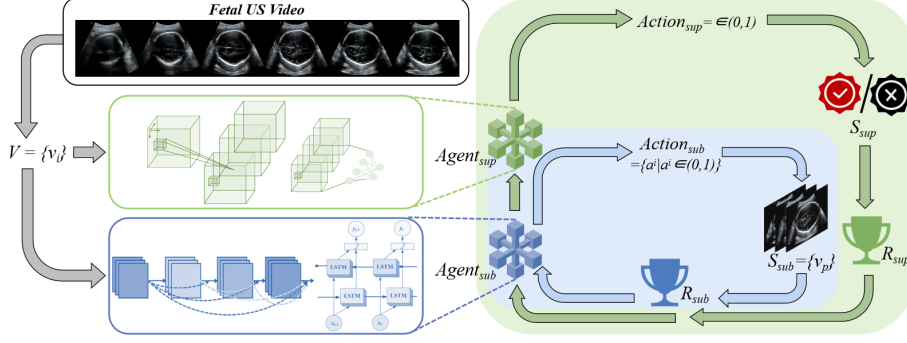 Fetal US Video
V = {v_i}
Agent_sup
Agent_sub
Action_sup = ∈(0,1)
S_sup
R_sup
Action_sub
={a^i|a^i ∈(0,1)}
S_sub={v_p}
R_sub
LSTM
LSTM
LSTM
LSTM